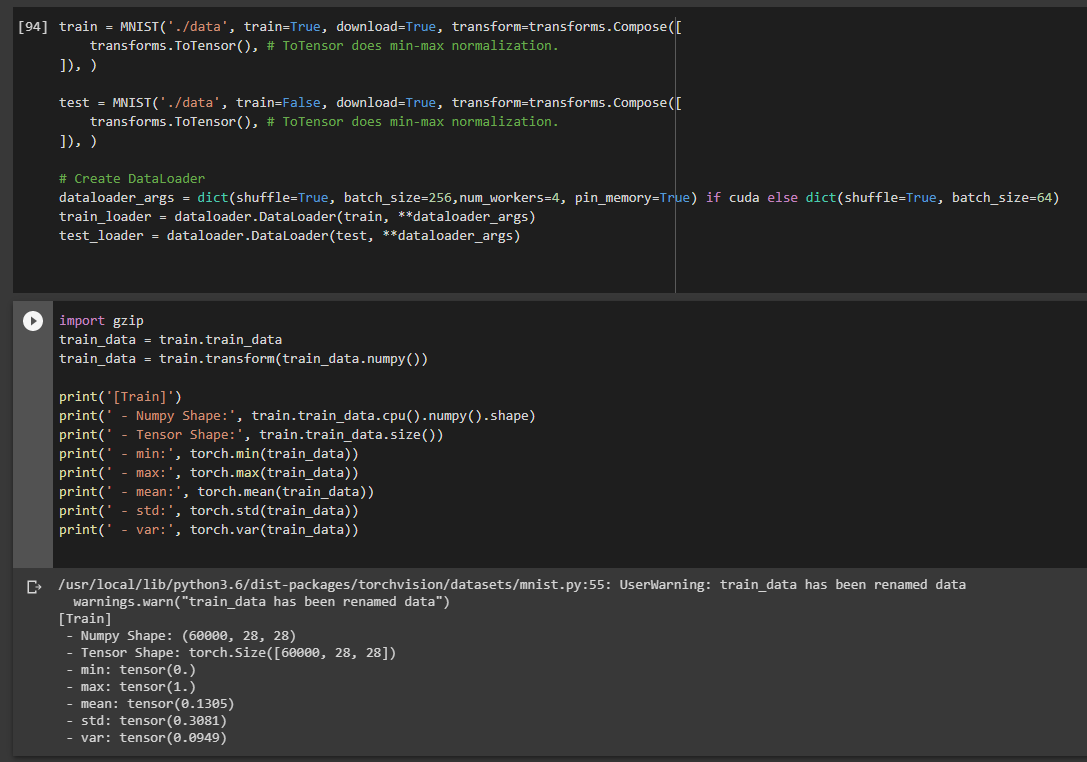 [94] train = MNIST('./data', train=True, download=True, transform=transforms.Compose([
transforms.ToTensor(), # ToTensor does min-max normalization.
]), )
test = MNIST('./data', train=False, download=True, transform=transforms.Compose([
transforms.ToTensor(), # ToTensor does min-max normalization.
]), )
# Create DataLoader
dataloader_args = dict(shuffle=True, batch_size=256,num_workers=4, pin_memory=True) if cuda else dict(shuffle=True, batch_size=64)
train_loader = dataloader.DataLoader(train, **dataloader_args)
test_loader = dataloader.DataLoader(test, **dataloader_args)
import gzip
train_data = train.train_data
train_data = train.transform(train_data.numpy())
print('[Train]')
print(' - Numpy Shape:', train.train_data.cpu().numpy().shape)
print(' - Tensor Shape:', train.train_data.size())
print(' - min:', torch.min(train_data))
print(' - max:', torch.max(train_data))
print(' - mean:', torch.mean(train_data))
print(' - std:', torch.std(train_data))
print(' - var:', torch.var(train_data))
/usr/local/lib/python3.6/dist-packages/torchvision/datasets/mnist.py:55: UserWarning: train_data has been renamed data
warnings.warn("train_data has been renamed data")
[Train]
- Numpy Shape: (60000, 28, 28)
- Tensor Shape: torch.Size([60000, 28, 28])
- min: tensor(0.)
- max: tensor(1.)
- mean: tensor(0.1305)
- std: tensor(0.3081)
- var: tensor(0.0949)